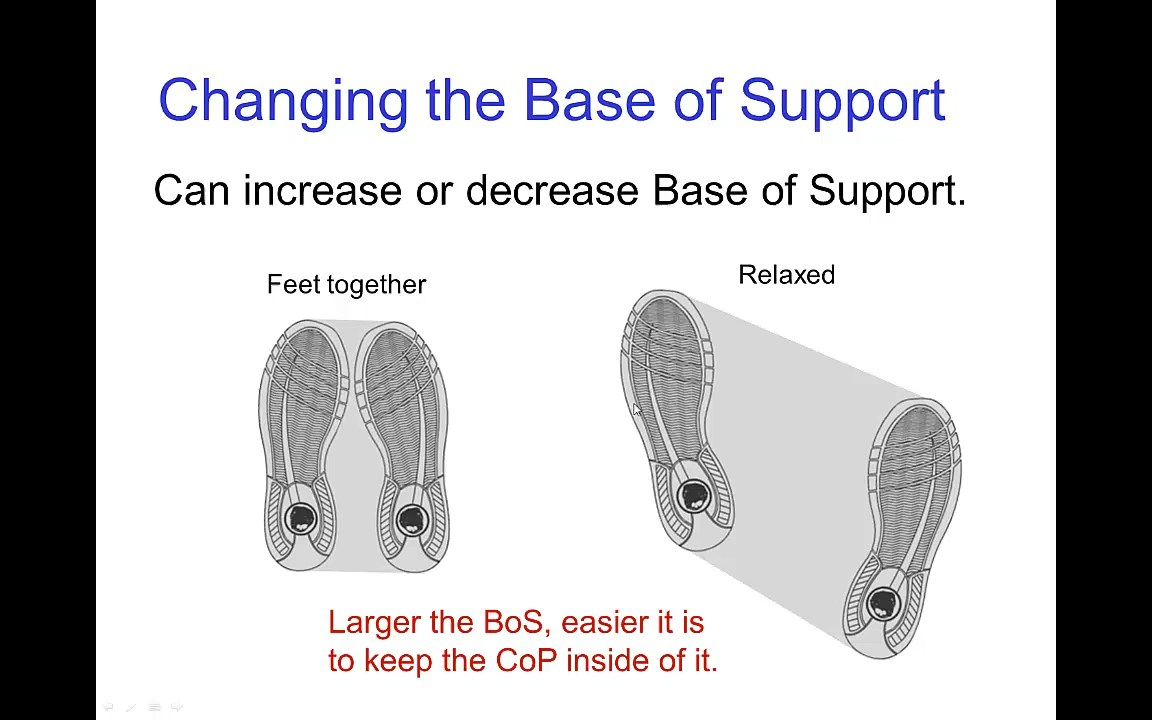 Changing the Base of Support
Can increase or decrease Base of Support.
Feet together
Relaxed
Larger the BoS, easier it is
to keep the CoP inside of it.